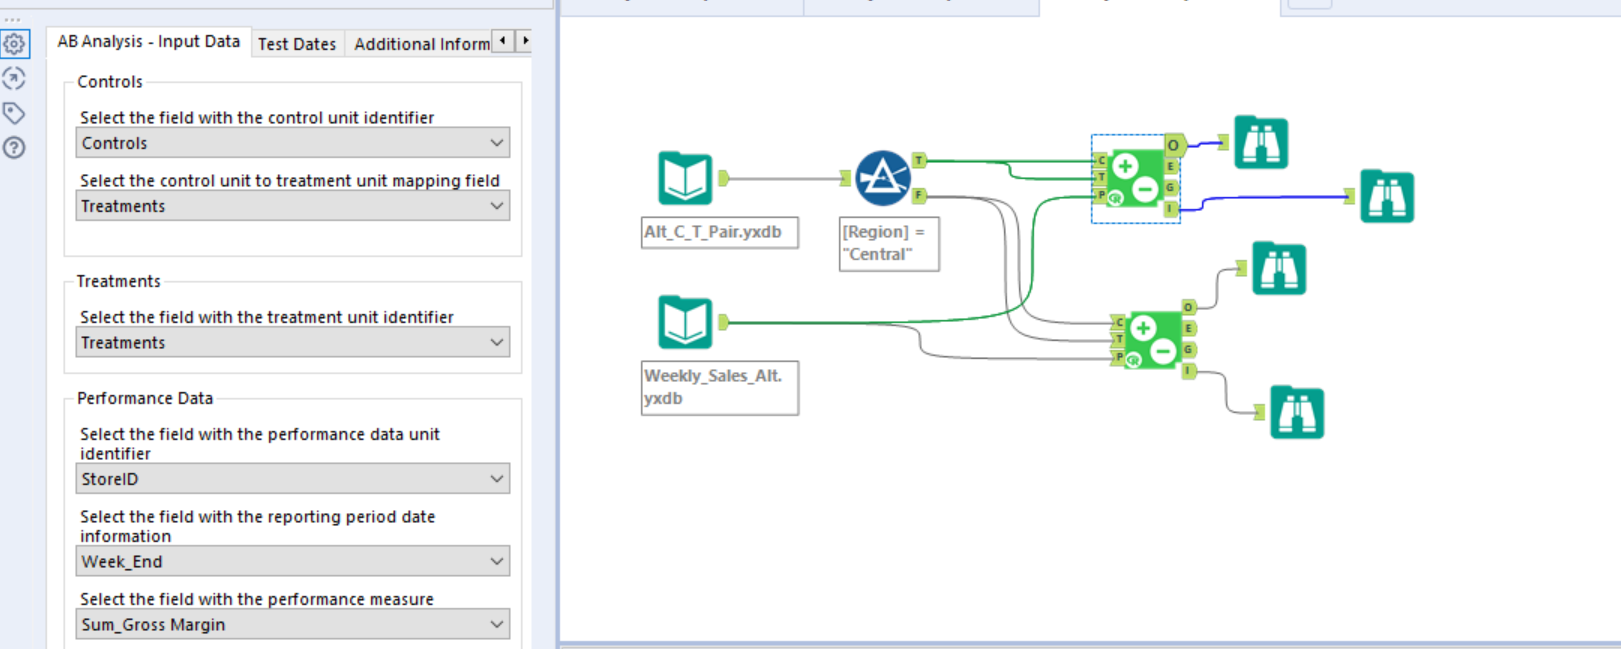 AB Analysis - Input Data
Test Dates
Additional Inform
Controls
Select the field with the control unit identifier
Controls
Select the control unit to treatment unit mapping field
Treatments
Treatments
Select the field with the treatment unit identifier
Treatments
Performance Data
Select the field with the performance data unit
identifier
StoreID
Select the field with the reporting period date
information
Week_End
Select the field with the performance measure
Sum_Gross Margin
Alt_C_T_Pair.yxdb
T
F
[Region] =
"Central"
C
T
P
R
O
E
G
I
Weekly_Sales_Alt.
yxdb
C
T
P
R
O
E
G
I